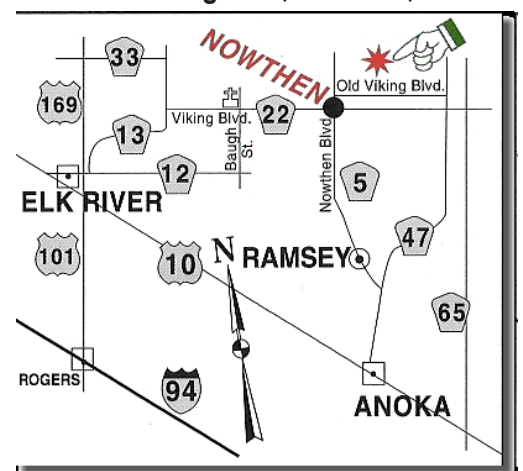 33
NOWTHEN
169
Old Viking Blvd.
13
Viking Blvd.
22
Baugh St.
12
Nowthen Blvd
5
ELK RIVER
47
101
10
N
RAMSEY
65
ROGERS
94
ANOKA